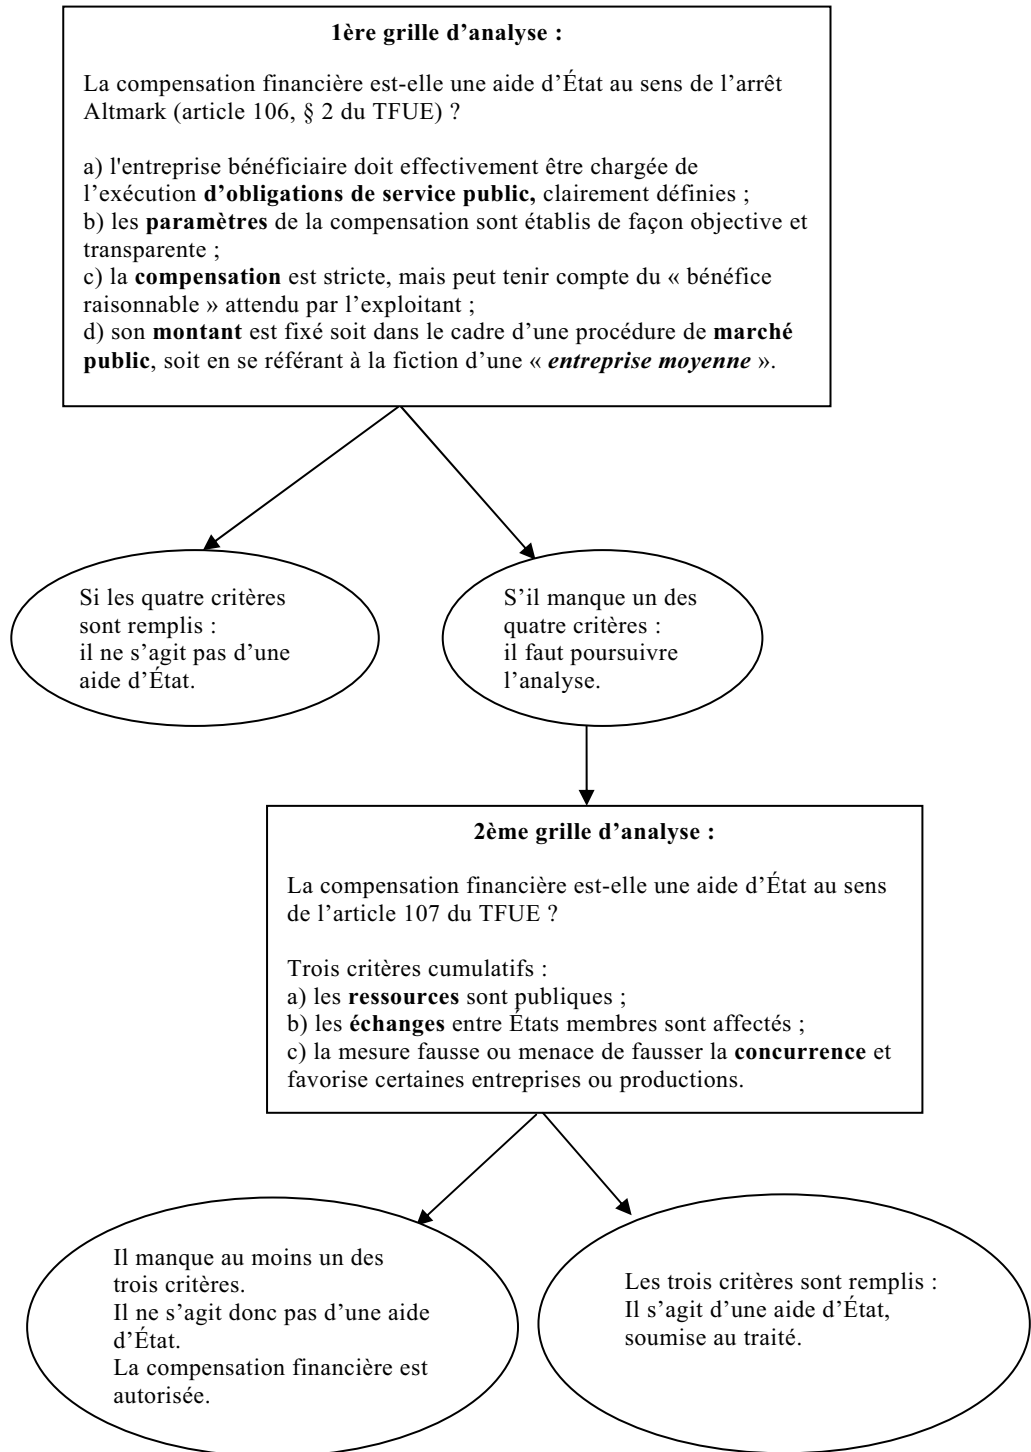 1ère grille d’analyse :
La compensation financière est-elle une aide d’État au sens de l’arrêt
Altmark (article 106, § 2 du TFUE) ?
a) l'entreprise bénéficiaire doit effectivement être chargée de
l’exécution d’obligations de service public, clairement définies ;
b) les paramètres de la compensation sont établis de façon objective et
transparente ;
c) la compensation est stricte, mais peut tenir compte du « bénéfice
raisonnable » attendu par l’exploitant ;
d) son montant est fixé soit dans le cadre d’une procédure de marché
public, soit en se référant à la fiction d’une « entreprise moyenne ».
Si les quatre critères
sont remplis :
il ne s’agit pas d’une
aide d’État.
S’il manque un des
quatre critères :
il faut poursuivre
l’analyse.
2ème grille d’analyse :
La compensation financière est-elle une aide d’État au sens
de l’article 107 du TFUE ?
Trois critères cumulatifs :
a) les ressources sont publiques ;
b) les échanges entre États membres sont affectés ;
c) la mesure fausse ou menace de fausser la concurrence et
favorise certaines entreprises ou productions.
Il manque au moins un des
trois critères.
Il ne s’agit donc pas d’une aide
d’État.
La compensation financière est
autorisée.
Les trois critères sont remplis :
Il s’agit d’une aide d’État,
soumise au traité.